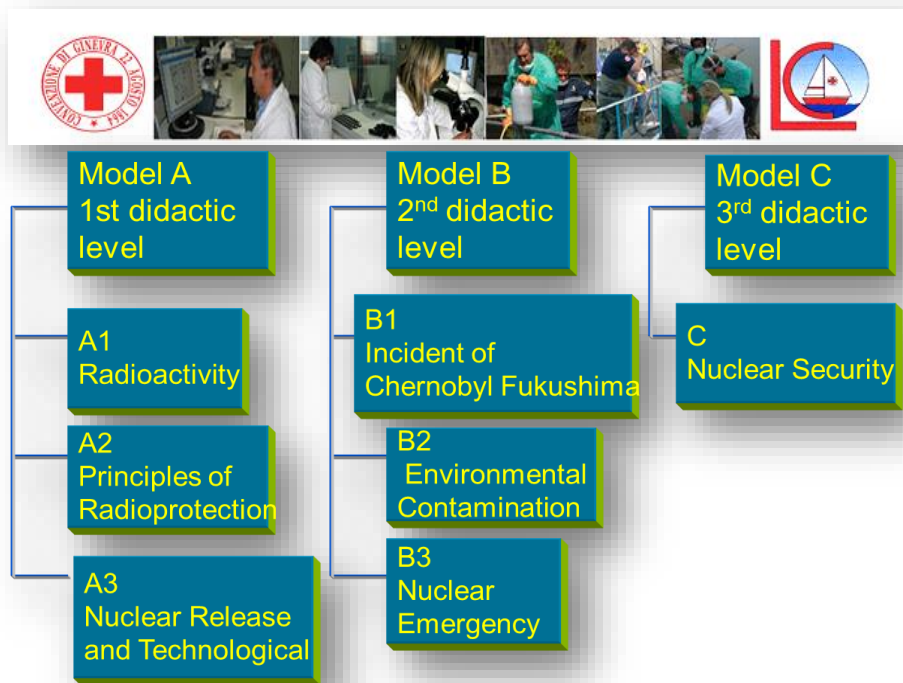 CONVENZIONE DI GINEVRA 22 AGOSTO 1864
LC
Model A
1st didactic
level
A1
Radioactivity
A2
Principles of
Radioprotection
A3
Nuclear Release
and Technological
Model B
2nd didactic
level
B1
Incident of
Chernobyl Fukushima
B2
Environmental
Contamination
B3
Nuclear
Emergency
Model C
3rd didactic
level
C
Nuclear Security